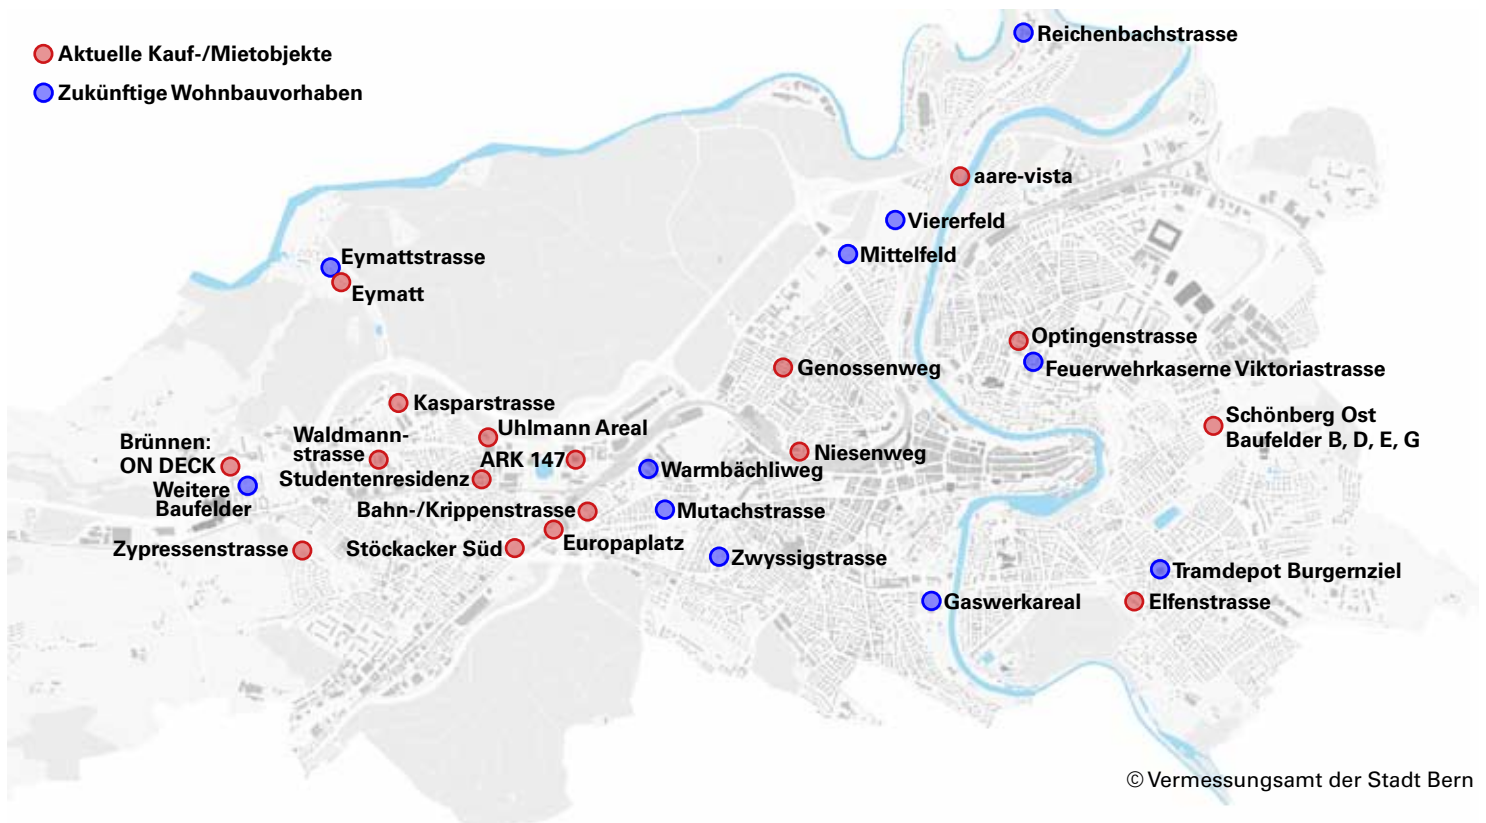 Aktuelle Kauf-/Mietobjekte
Zukünftige Wohnbauvorhaben
Reichenbachstrasse
aare-vista
Viererfeld
Mittelfeld
Eymattstrasse
Eymatt
Optingenstrasse
Feuerwehrkaserne Viktoriastrasse
Genossenweg
Kasparstrasse
Schönberg Ost
Baufelder B, D, E, G
Uhlmann Areal
Waldmann-
strasse
Brünnen:
ON DECK
Weitere
Baufelder
ARK 147
Studentenresidenz
Niesenweg
Warmbächliweg
Bahn-/Krippenstrasse
Mutachstrasse
Europaplatz
Stöckacker Süd
Zypressenstrasse
Zwyssigstrasse
Tramdepot Burgernziel
Gaswerkareal
Elfenstrasse
© Vermessungsamt der Stadt Bern